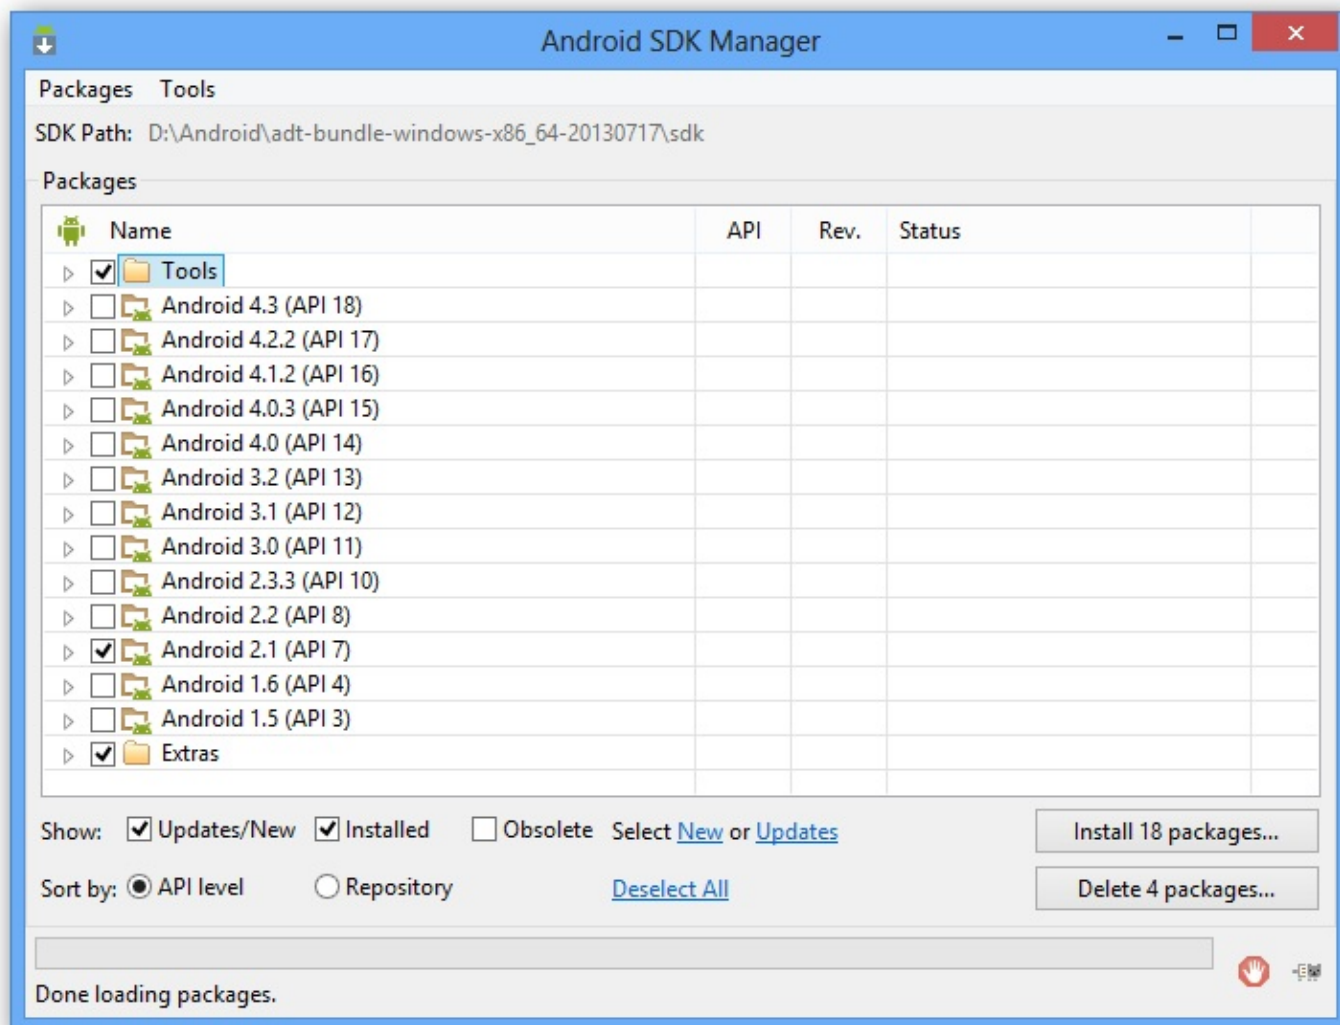 Android SDK Manager
Packages Tools
SDK Path: D:\Android\adt-bundle-windows-x86_64-20130717\sdk
Packages
Name API Rev. Status
Tools
Android 4.3 (API 18)
Android 4.2.2 (API 17)
Android 4.1.2 (API 16)
Android 4.0.3 (API 15)
Android 4.0 (API 14)
Android 3.2 (API 13)
Android 3.1 (API 12)
Android 3.0 (API 11)
Android 2.3.3 (API 10)
Android 2.2 (API 8)
Android 2.1 (API 7)
Android 1.6 (API 4)
Android 1.5 (API 3)
Extras
Show: Updates/New Installed Obsolete Select New or Updates Install 18 packages...
Sort by: API level Repository Deselect All Delete 4 packages...
Done loading packages.